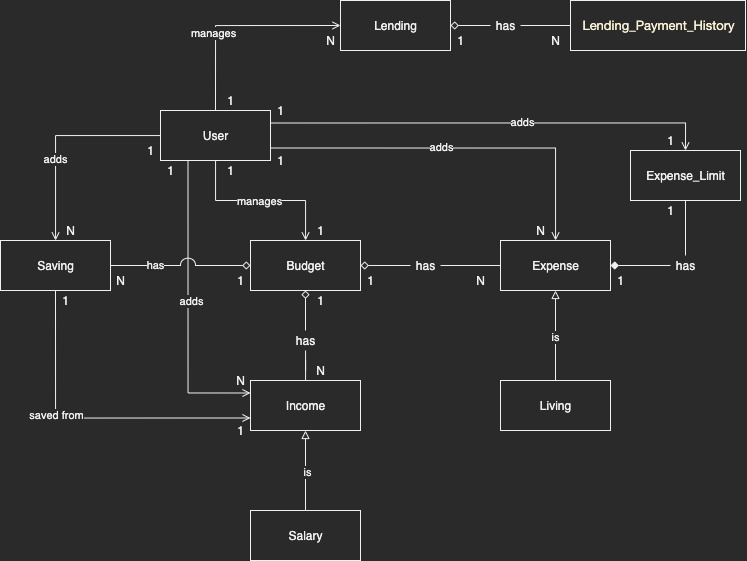 Lending
has
Lending_Payment_History
manages
N
1
N
1
1
User
adds
1
adds
adds
1
1
1
1
1
Expense_Limit
manages
1
N
1
N
Saving
has
Budget
has
Expense
has
N
1
1
N
1
1
1
adds
is
has
N
N
Income
Living
saved from
1
is
Salary